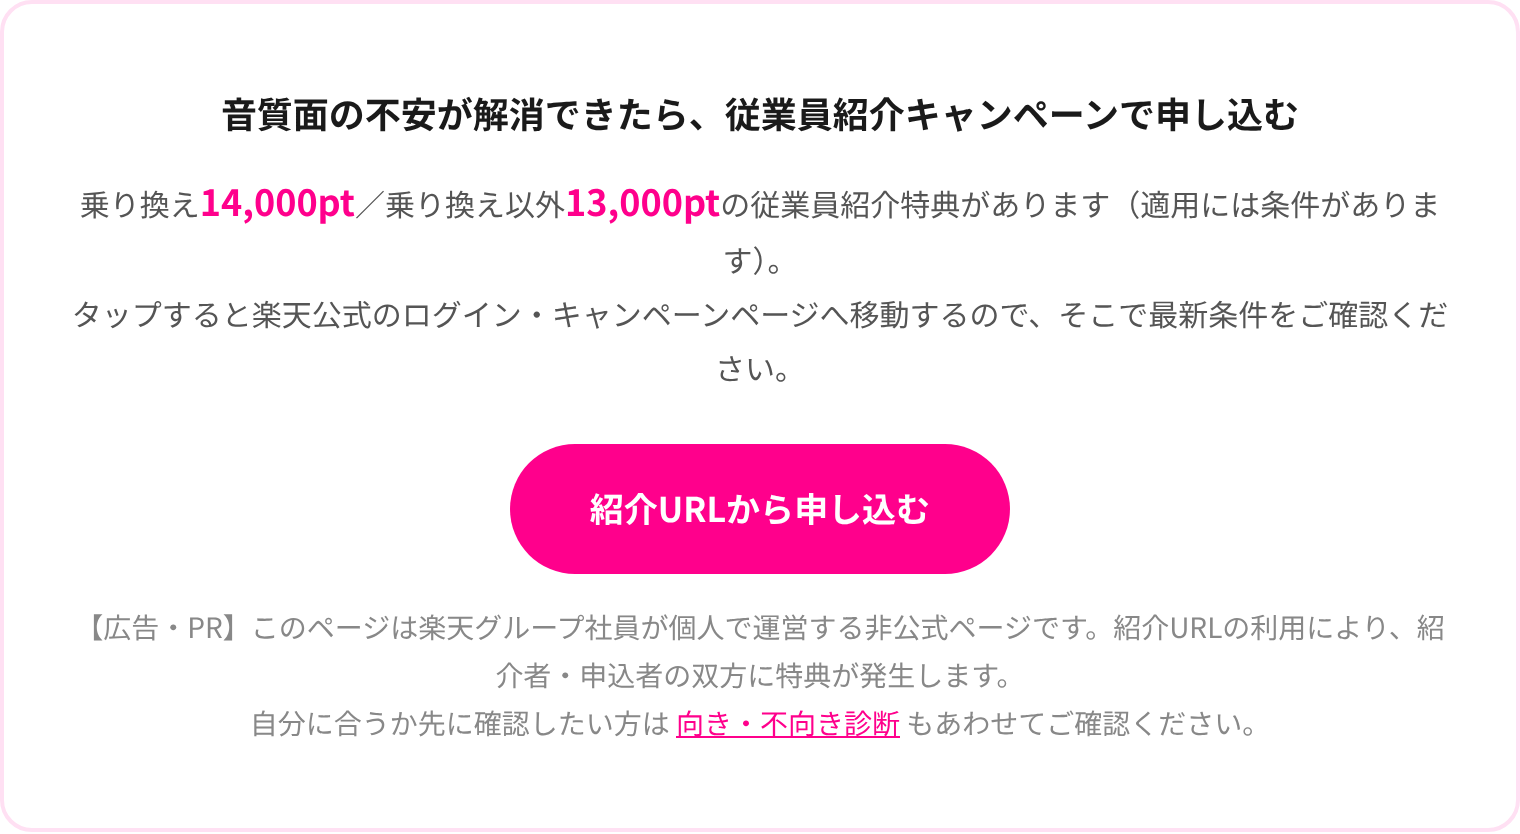 音質面の不安が解消できたら、従業員紹介キャンペーンで申し込む
乗り換え14,000pt／乗り換え以外13,000ptの従業員紹介特典があります（適用には条件がありま
す）。
タップすると楽天公式のログイン・キャンペーンページへ移動するので、そこで最新条件をご確認くだ
さい。
紹介URLから申し込む
【広告・PR】このページは楽天グループ社員が個人で運営する非公式ページです。紹介URLの利用により、紹
介者・申込者の双方に特典が発生します。
自分に合うか先に確認したい方は 向き・不向き診断 もあわせてご確認ください。